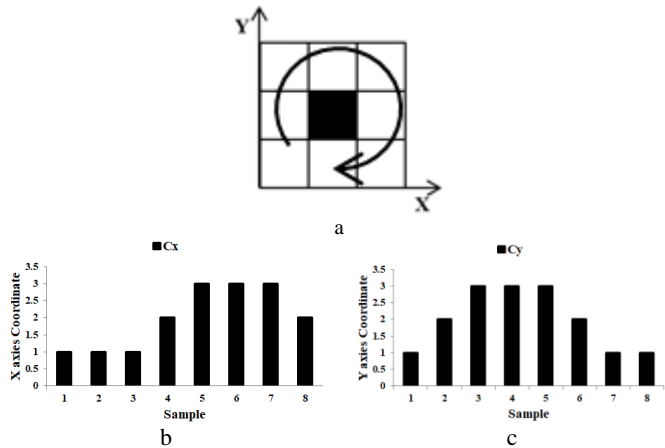 Y
X
a
Cx
X axies Coordinate
3.5
3
2.5
2
1.5
1
0.5
0
1 2 3 4 5 6 7 8
Sample
b
Cy
Y axies Coordinate
3.5
3
2.5
2
1.5
1
0.5
0
1 2 3 4 5 6 7 8
Sample
c